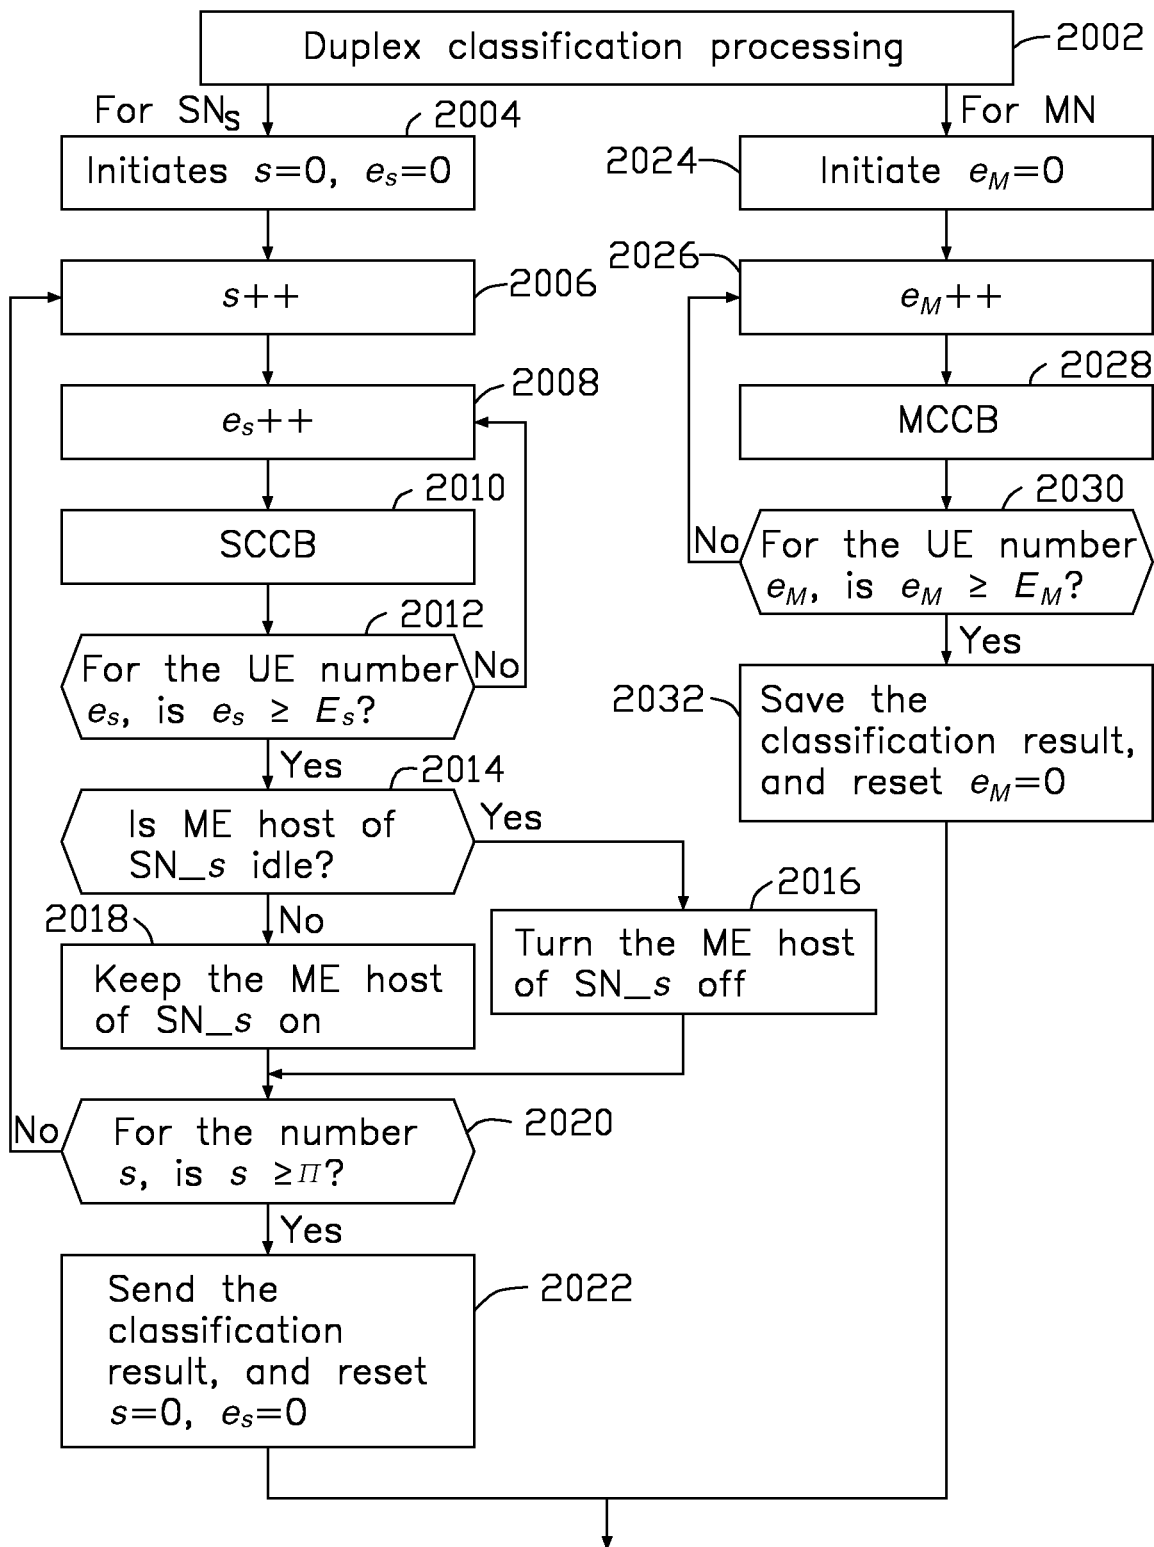 Duplex classification processing
2002
For SNs
2004
Initiates s=0, es=0
s++
2006
es++
2008
2010
SCCB
2012
For the UE number
es, is es ≥ Es?
No
Yes
2014
Is ME host of
SN_s idle?
Yes
No
2016
Turn the ME host
of SN_s off
2018
Keep the ME host
of SN_s on
2020
For the number
s, is s ≥Π?
No
Yes
2022
Send the
classification
result, and reset
s=0, es=0
For MN
2024
Initiate eM=0
2026
eM++
2028
MCCB
2030
For the UE number
eM, is eM ≥ EM?
No
Yes
2032
Save the
classification result,
and reset eM=0